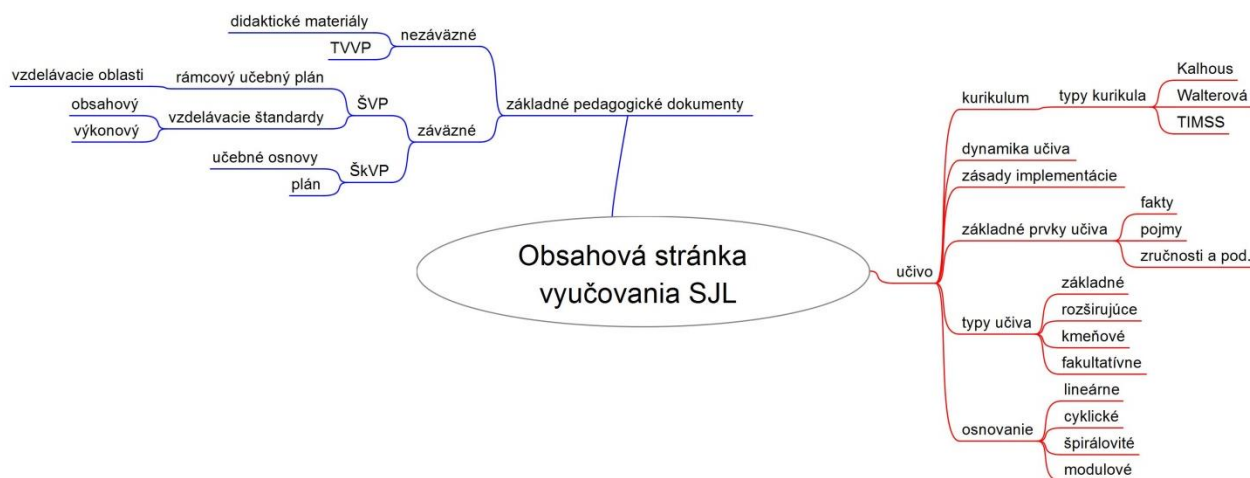 didaktické materiály
nezáväzné
TVVP
vzdelávacie oblasti
rámcový učebný plán
ŠVP
obsahový
vzdelávacie štandardy
výkonový
základné pedagogické dokumenty
záväzné
učebné osnovy
ŠkVP
plán
Obsahová stránka
vyučovania SJL
učivo
kurikulum
typy kurikula
Kalhous
Walterová
TIMSS
dynamika učiva
zásady implementácie
základné prvky učiva
fakty
pojmy
zručnosti a pod.
typy učiva
základné
rozširujúce
kmeňové
fakultatívne
osnovanie
lineárne
cyklické
špirálovité
modulové